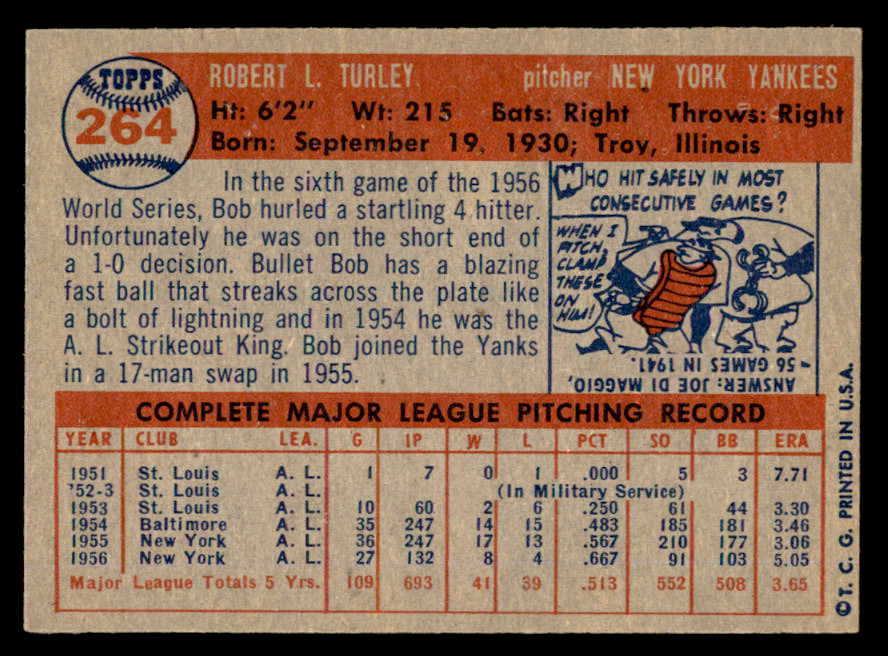 TOPPS
264
ROBERT L. TURLEY pitcher NEW YORK YANKEES
Ht: 6'2" Wt: 215 Bats: Right Throws: Right
Born: September 19, 1930; Troy, Illinois
In the sixth game of the 1956
World Series, Bob hurled a startling 4 hitter.
Unfortunately he was on the short end of
a 1-0 decision. Bullet Bob has a blazing
fast ball that streaks across the plate like
a bolt of lightning and in 1954 he was the
A. L. Strikeout King. Bob joined the Yanks
in a 17-man swap in 1955.
WHO HIT SAFELY IN MOST
CONSECUTIVE GAMES?
WHEN I
PITCH,
CLAMP
THESE
ON
HIM!
ANSWER: JOE DI MAGGIO,
- 56 GAMES IN 1941.
COMPLETE MAJOR LEAGUE PITCHING RECORD
YEAR CLUB LEA. G IP W L PCT SO BB ERA
1951 St. Louis A. L. 1 7 0 1 .000 5 3 7.71
'52-3 St. Louis A. L. (In Military Service)
1953 St. Louis A. L. 10 60 2 6 .250 61 44 3.30
1954 Baltimore A. L. 35 247 14 15 .483 185 181 3.46
1955 New York A. L. 36 247 17 13 .567 210 177 3.06
1956 New York A. L. 27 132 8 4 .667 91 103 5.05
Major League Totals 5 Yrs. 109 693 41 39 .513 552 508 3.65
©T. C. G. PRINTED IN U.S.A.